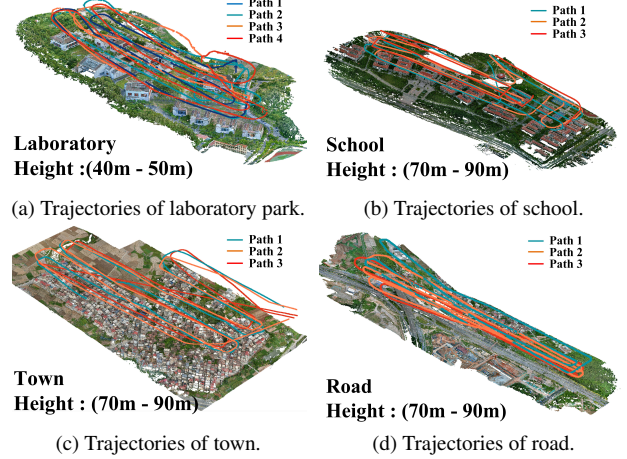 Path 1
Path 2
Path 3
Path 4
Laboratory
Height :(40m - 50m)
(a) Trajectories of laboratory park.
Path 1
Path 2
Path 3
School
Height : (70m - 90m)
(b) Trajectories of school.
Path 1
Path 2
Path 3
Town
Height : (70m - 90m)
(c) Trajectories of town.
Path 1
Path 2
Path 3
Road
Height : (70m - 90m)
(d) Trajectories of road.